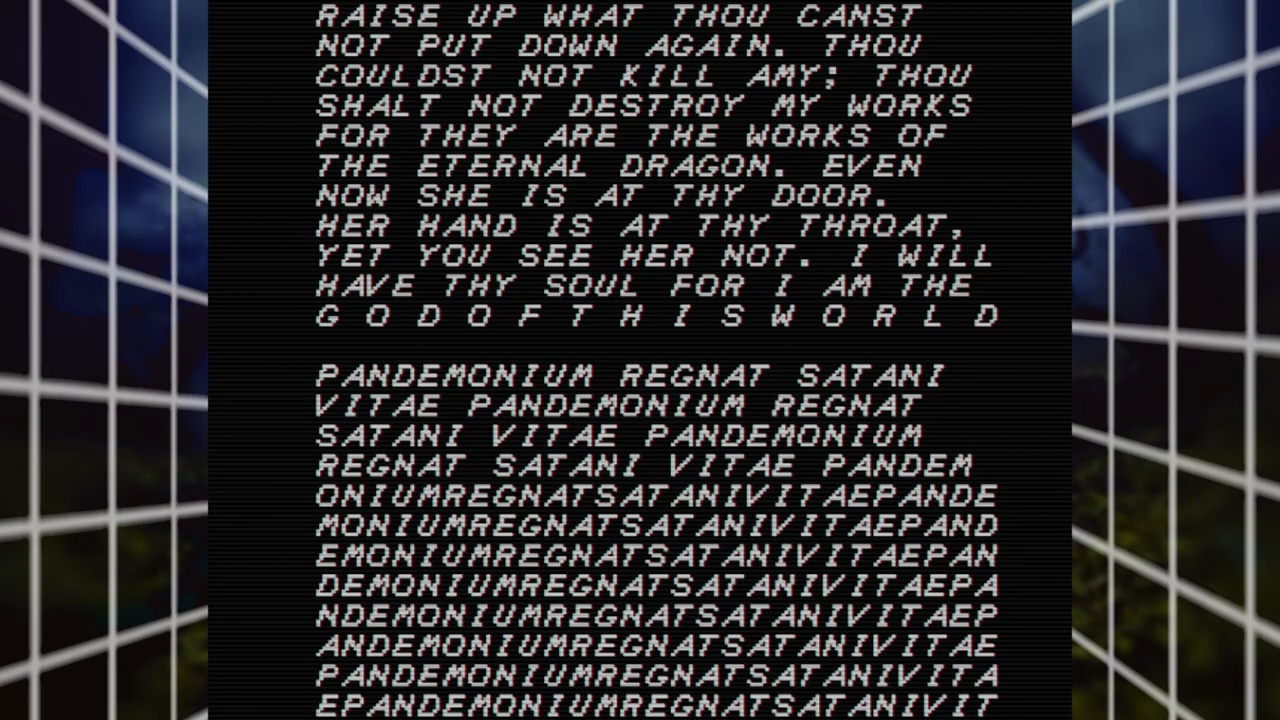 RAISE UP WHAT THOU CANST
NOT PUT DOWN AGAIN. THOU
COULDST NOT KILL AMY; THOU
SHALT NOT DESTROY MY WORKS
FOR THEY ARE THE WORKS OF
THE ETERNAL DRAGON. EVEN
NOW SHE IS AT THY DOOR.
HER HAND IS AT THY THROAT,
YET YOU SEE HER NOT. I WILL
HAVE THY SOUL FOR I AM THE
G O D O F T H I S W O R L D
PANDEMONIUM REGNAT SATANI
VITAE PANDEMONIUM REGNAT
SATANI VITAE PANDEMONIUM
REGNAT SATANI VITAE PANDEM
ONIUMREGNATSATANIVITAEPANDE
MONIUMREGNATSATANIVITAEPAND
EMONIUMREGNATSATANIVITAEPAN
DEMONIUMREGNATSATANIVITAEPA
NDEMONIUMREGNATSATANIVITAEP
ANDEMONIUMREGNATSATANIVITAE
PANDEMONIUMREGNATSATANIVITA
EPANDEMONIUMREGNATSATANIVIT